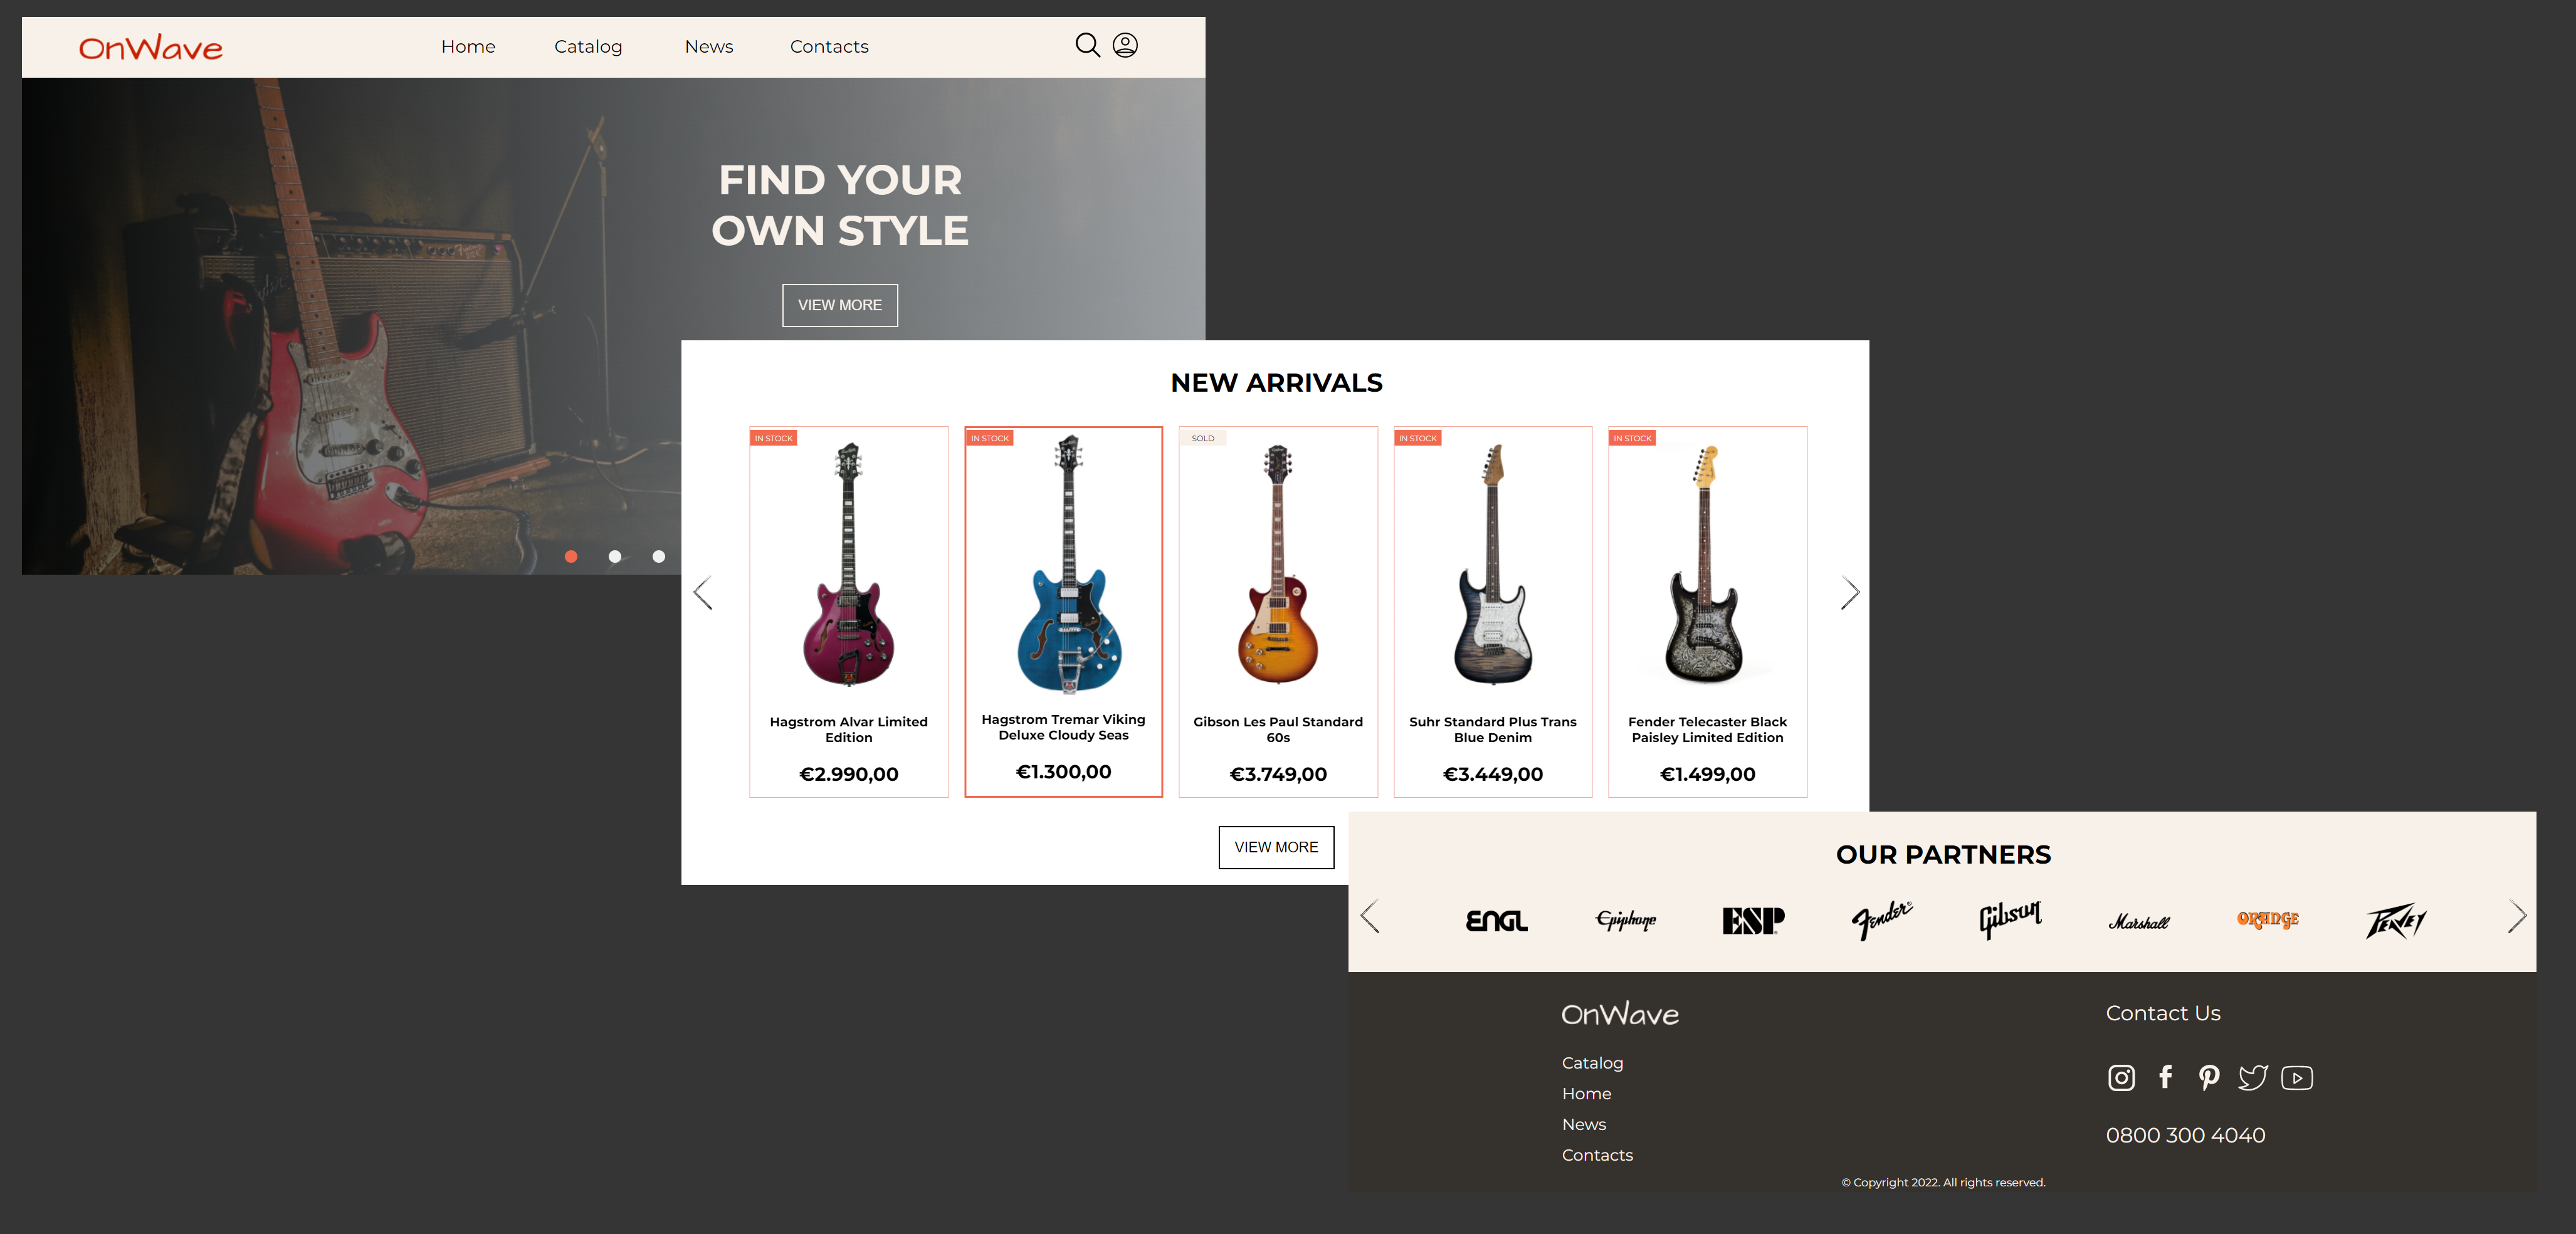 OnWave
Home
Catalog
News
Contacts
FIND YOUR
OWN STYLE
VIEW MORE
NEW ARRIVALS
IN STOCK
Hagstrom Alvar Limited
Edition
€2.990,00
IN STOCK
Hagstrom Tremar Viking
Deluxe Cloudy Seas
€1.300,00
SOLD
Gibson Les Paul Standard
60s
€3.749,00
IN STOCK
Suhr Standard Plus Trans
Blue Denim
€3.449,00
IN STOCK
Fender Telecaster Black
Paisley Limited Edition
€1.499,00
VIEW MORE
OUR PARTNERS
ENGL
Epiphone
ESP
Fender
Gibson
Marshall
ORANGE
PEAVEY
OnWave
Catalog
Home
News
Contacts
Contact Us
0800 300 4040
© Copyright 2022. All rights reserved.